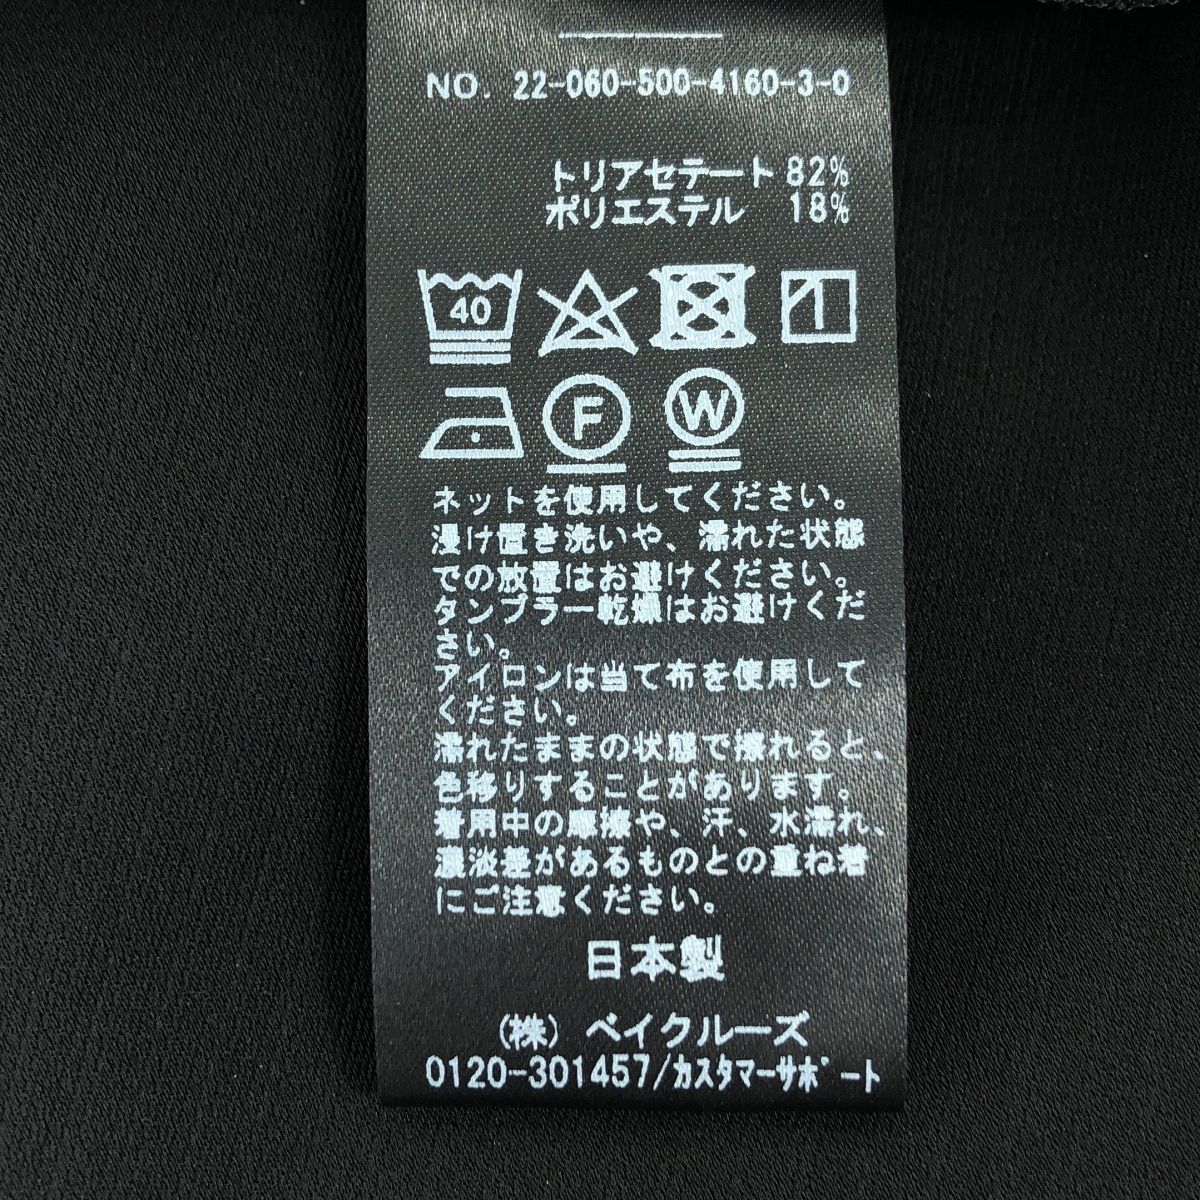 NO. 22-060-500-4160-3-0
トリアセテート 82%
ポリエステル 18%
40
F W
ネットを使用してください。
浸け置き洗いや、濡れた状態
での放置はお避けください。
タンブラー乾燥はお避けくだ
さい。
アイロンは当て布を使用して
ください。
濡れたままの状態で擦れると、
色移りすることがあります。
着用中の摩擦や、汗、水濡れ、
濃淡差があるものとの重ね着
にご注意ください。
日本製
(株) ベイクルーズ
0120-301457/カスタマーサポート